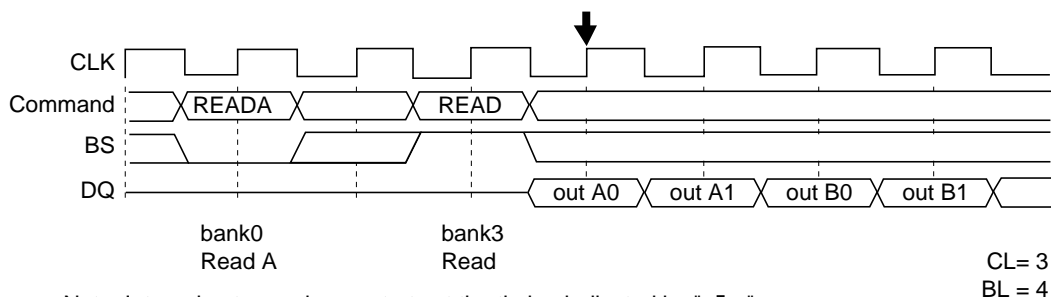 CLK
Command READA READ
BS
DQ out A0 out A1 out B0 out B1
bank0 bank3
Read A Read
CL= 3
BL = 4